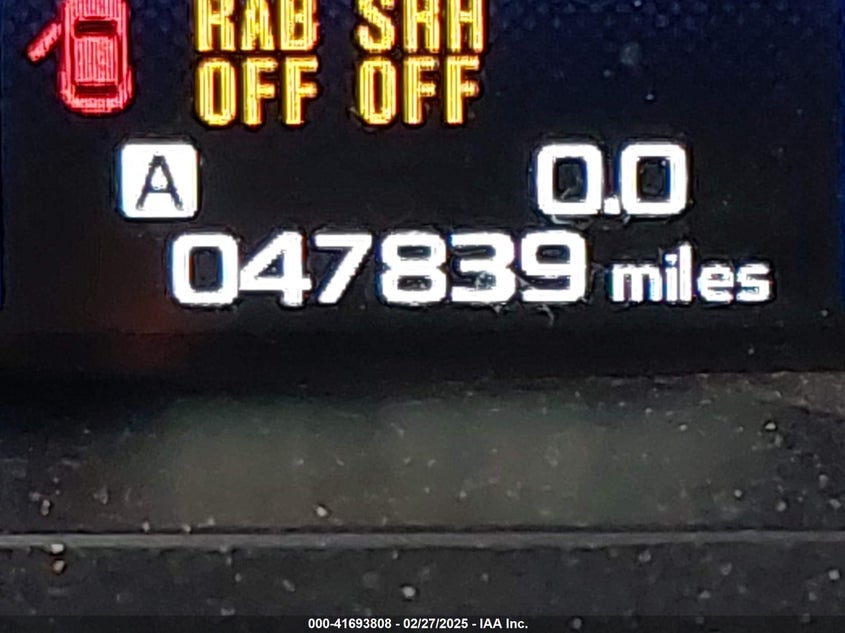 RAB SRH
OFF OFF
A 0.0
047839 miles
000-41693808 - 02/27/2025 - IAA Inc.